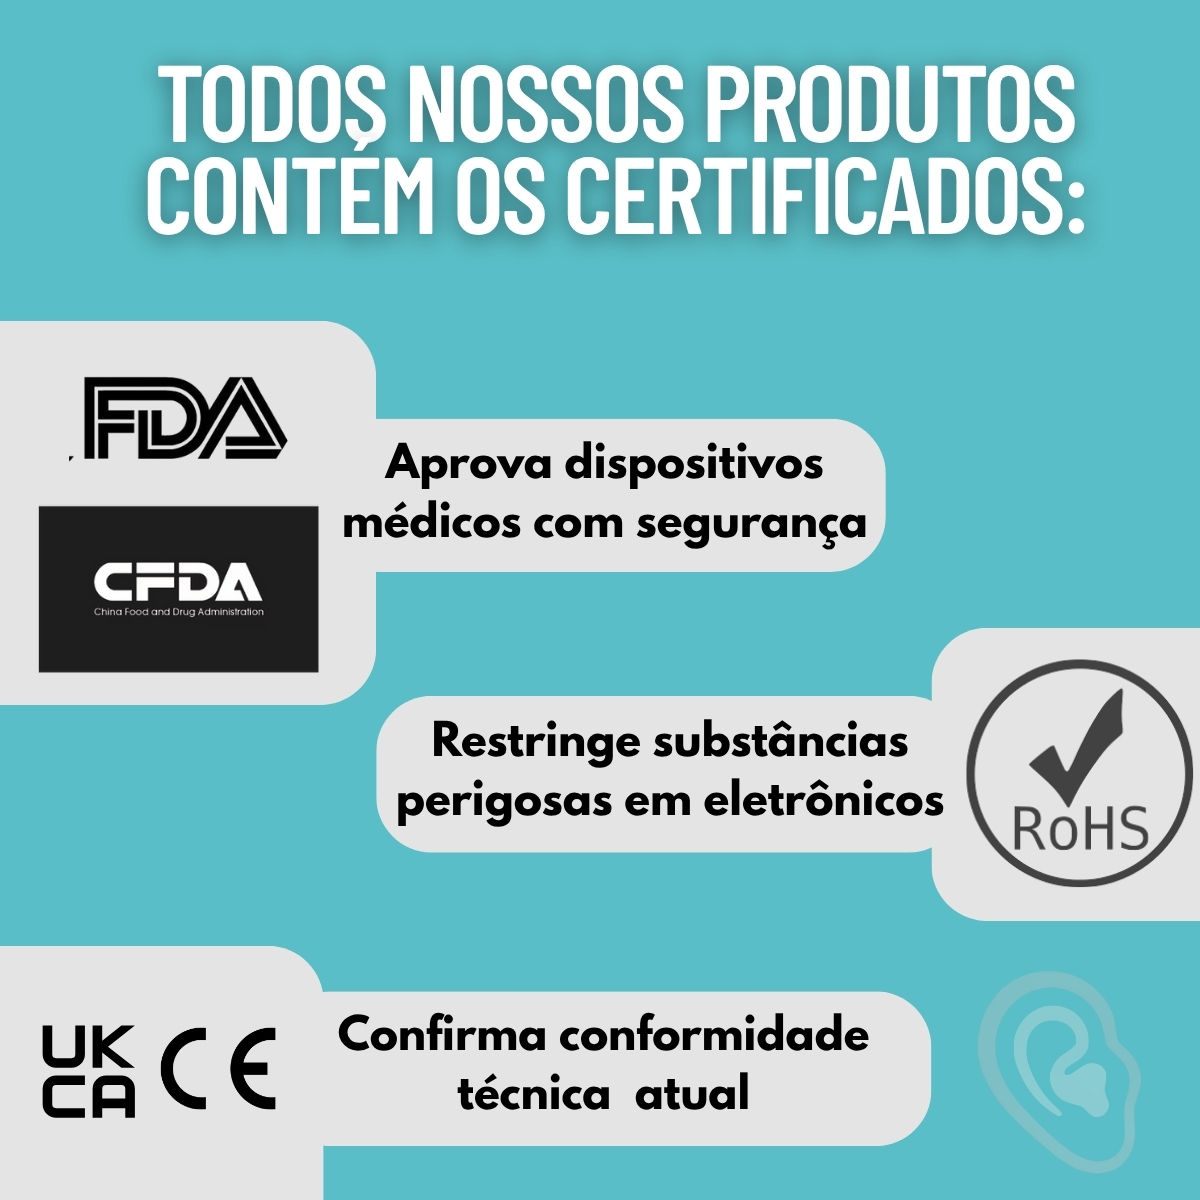 TODOS NOSSOS PRODUTOS
CONTÉM OS CERTIFICADOS:
FDA
Aprova dispositivos
médicos com segurança
CFDA
China Food and Drug Administration
Restringe substâncias
perigosas em eletrônicos
RoHS
UK
CA
CE
Confirma conformidade
técnica atual